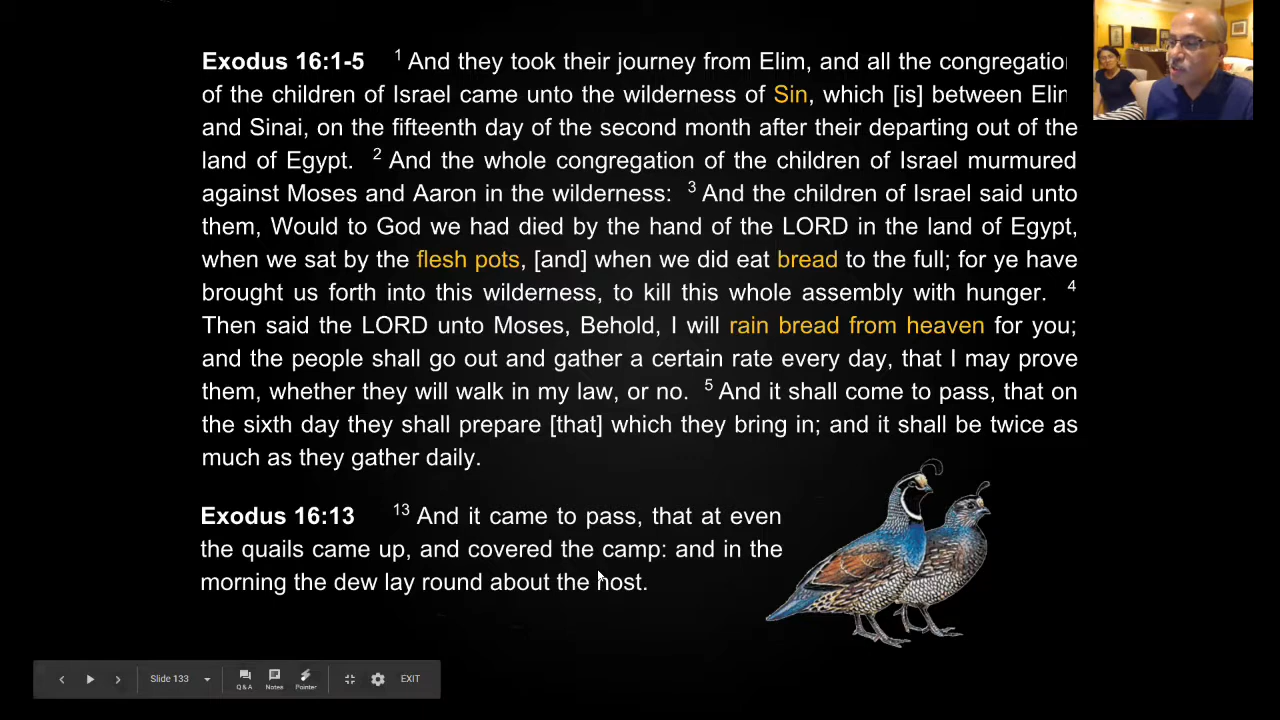 Exodus 16:1-5 1 And they took their journey from Elim, and all the congregatio
of the children of Israel came unto the wilderness of Sin, which [is] between Elin
and Sinai, on the fifteenth day of the second month after their departing out of the
land of Egypt. 2 And the whole congregation of the children of Israel murmured
against Moses and Aaron in the wilderness: 3 And the children of Israel said unto
them, Would to God we had died by the hand of the LORD in the land of Egypt,
when we sat by the flesh pots, [and] when we did eat bread to the full; for ye have
brought us forth into this wilderness, to kill this whole assembly with hunger. 4
Then said the LORD unto Moses, Behold, I will rain bread from heaven for you;
and the people shall go out and gather a certain rate every day, that I may prove
them, whether they will walk in my law, or no. 5 And it shall come to pass, that on
the sixth day they shall prepare [that] which they bring in; and it shall be twice as
much as they gather daily.
Exodus 16:13 13 And it came to pass, that at even
the quails came up, and covered the camp: and in the
morning the dew lay round about the host.
Slide 133 Q&A Notes Pointer EXIT